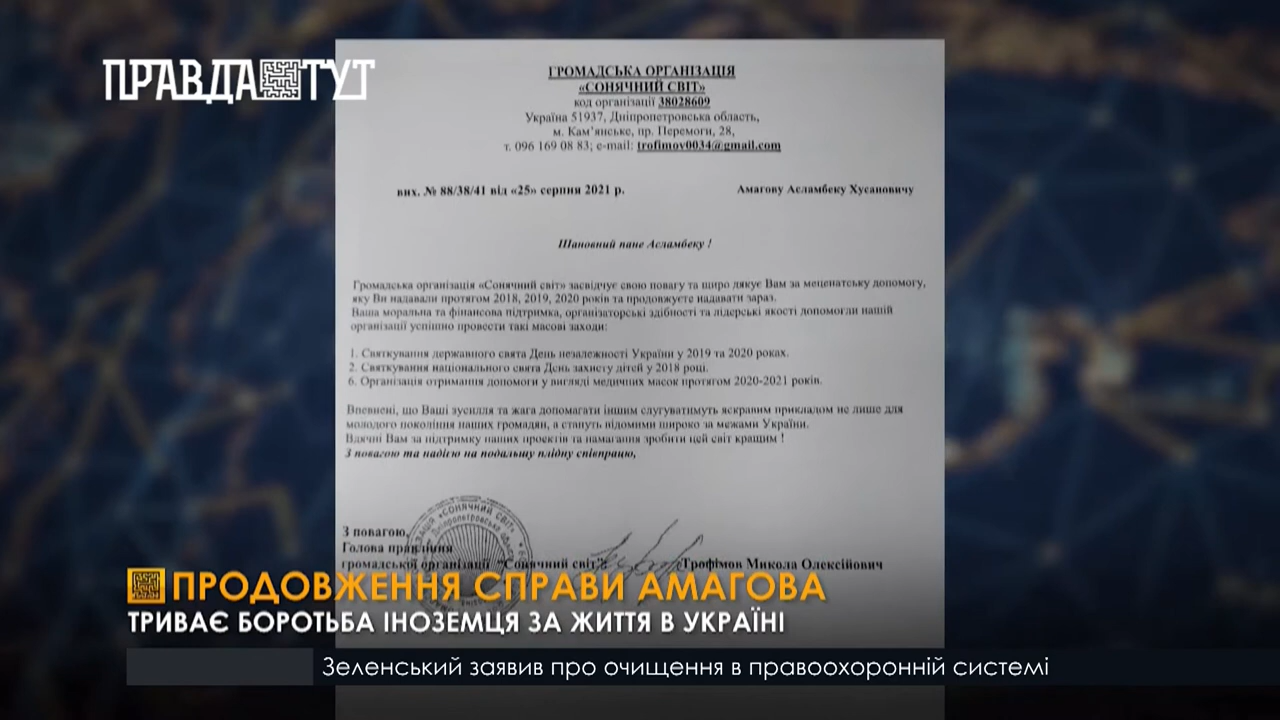 ПРАВДА ТУТ
ГРОМАДСЬКА ОРГАНІЗАЦІЯ
«СОНЯЧНИЙ СВІТ»
код організації 38028609
Україна 51937, Дніпропетровська область,
м. Кам’янське, пр. Перемоги, 28,
т. 096 169 08 83; e-mail: trofimov0034@gmail.com
вих. № 88/38/41 від «25» серпня 2021 р.
Амагову Асламбеку Хусановичу
Шановний пане Асламбеку !
Громадська організація «Сонячний світ» засвідчує свою повагу та щиро дякує Вам за меценатську допомогу,
яку Ви надавали протягом 2018, 2019, 2020 років та продовжуєте надавати зараз.
Ваша моральна та фінансова підтримка, організаторські здібності та лідерські якості допомогли нашій
організації успішно провести такі масові заходи:
1. Святкування державного свята День незалежності України у 2019 та 2020 роках.
2. Святкування національного свята День захисту дітей у 2018 році.
6. Організація отримання допомоги у вигляді медичних масок протягом 2020-2021 років.
Впевнені, що Ваші зусилля та жага допомагати іншим слугуватимуть яскравим прикладом не лише для
молодого покоління наших громадян, а стануть відомими широко за межами України.
Вдячні Вам за підтримку наших проектів та намагання зробити цей світ кращим !
З повагою та надією на подальшу плідну співпрацю,
З повагою,
Голова правління
громадської організації "Сонячний світ" Трофімов Микола Олексійович
«СОНЯЧНИЙ СВІТ»
Дніпропетровська
ПРОДОВЖЕННЯ СПРАВИ АМАГОВА
ТРИВАЄ БОРОТЬБА ІНОЗЕМЦЯ ЗА ЖИТТЯ В УКРАЇНІ
Зеленський заявив про очищення в правоохоронній системі